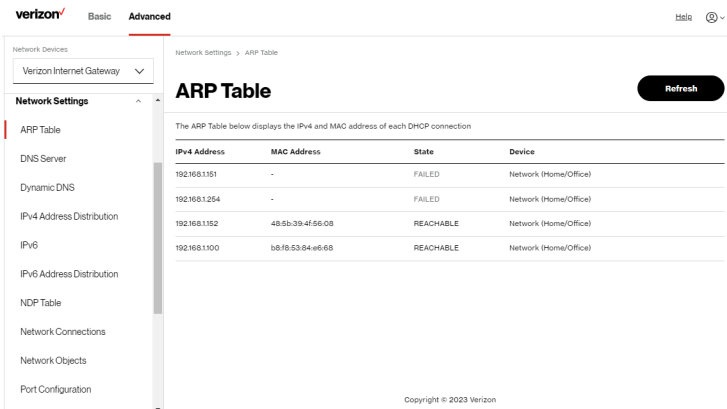 verizon✓ Basic Advanced Help
Network Devices
Verizon Internet Gateway
Network Settings
ARP Table
DNS Server
Dynamic DNS
IPv4 Address Distribution
IPv6
IPv6 Address Distribution
NDP Table
Network Connections
Network Objects
Port Configuration
Network Settings > ARP Table
ARP Table
Refresh
The ARP Table below displays the IPv4 and MAC address of each DHCP connection
IPv4 Address MAC Address State Device
192.168.1.151 - FAILED Network (Home/Office)
192.168.1.254 - FAILED Network (Home/Office)
192.168.1.152 48:5b:39:4f:56:08 REACHABLE Network (Home/Office)
192.168.1.100 b8:f8:53:84:e6:68 REACHABLE Network (Home/Office)
Copyright © 2023 Verizon